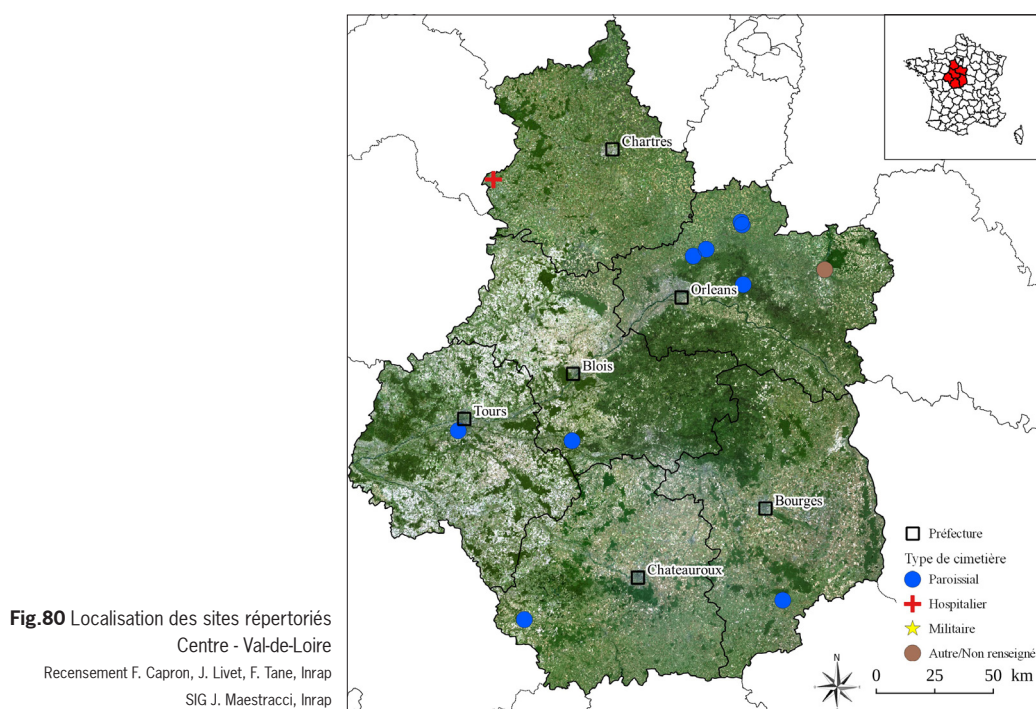 Chartres
Orleans
Blois
Tours
Bourges
Chateauroux
Préfecture
Type de cimetière
Paroissial
Hospitalier
Militaire
Autre/Non renseigné
N
0 25 50 km
Fig.80 Localisation des sites répertoriés
Centre - Val-de-Loire
Recensement F. Capron, J. Livet, F. Tane, Inrap
SIG J. Maestracci, Inrap